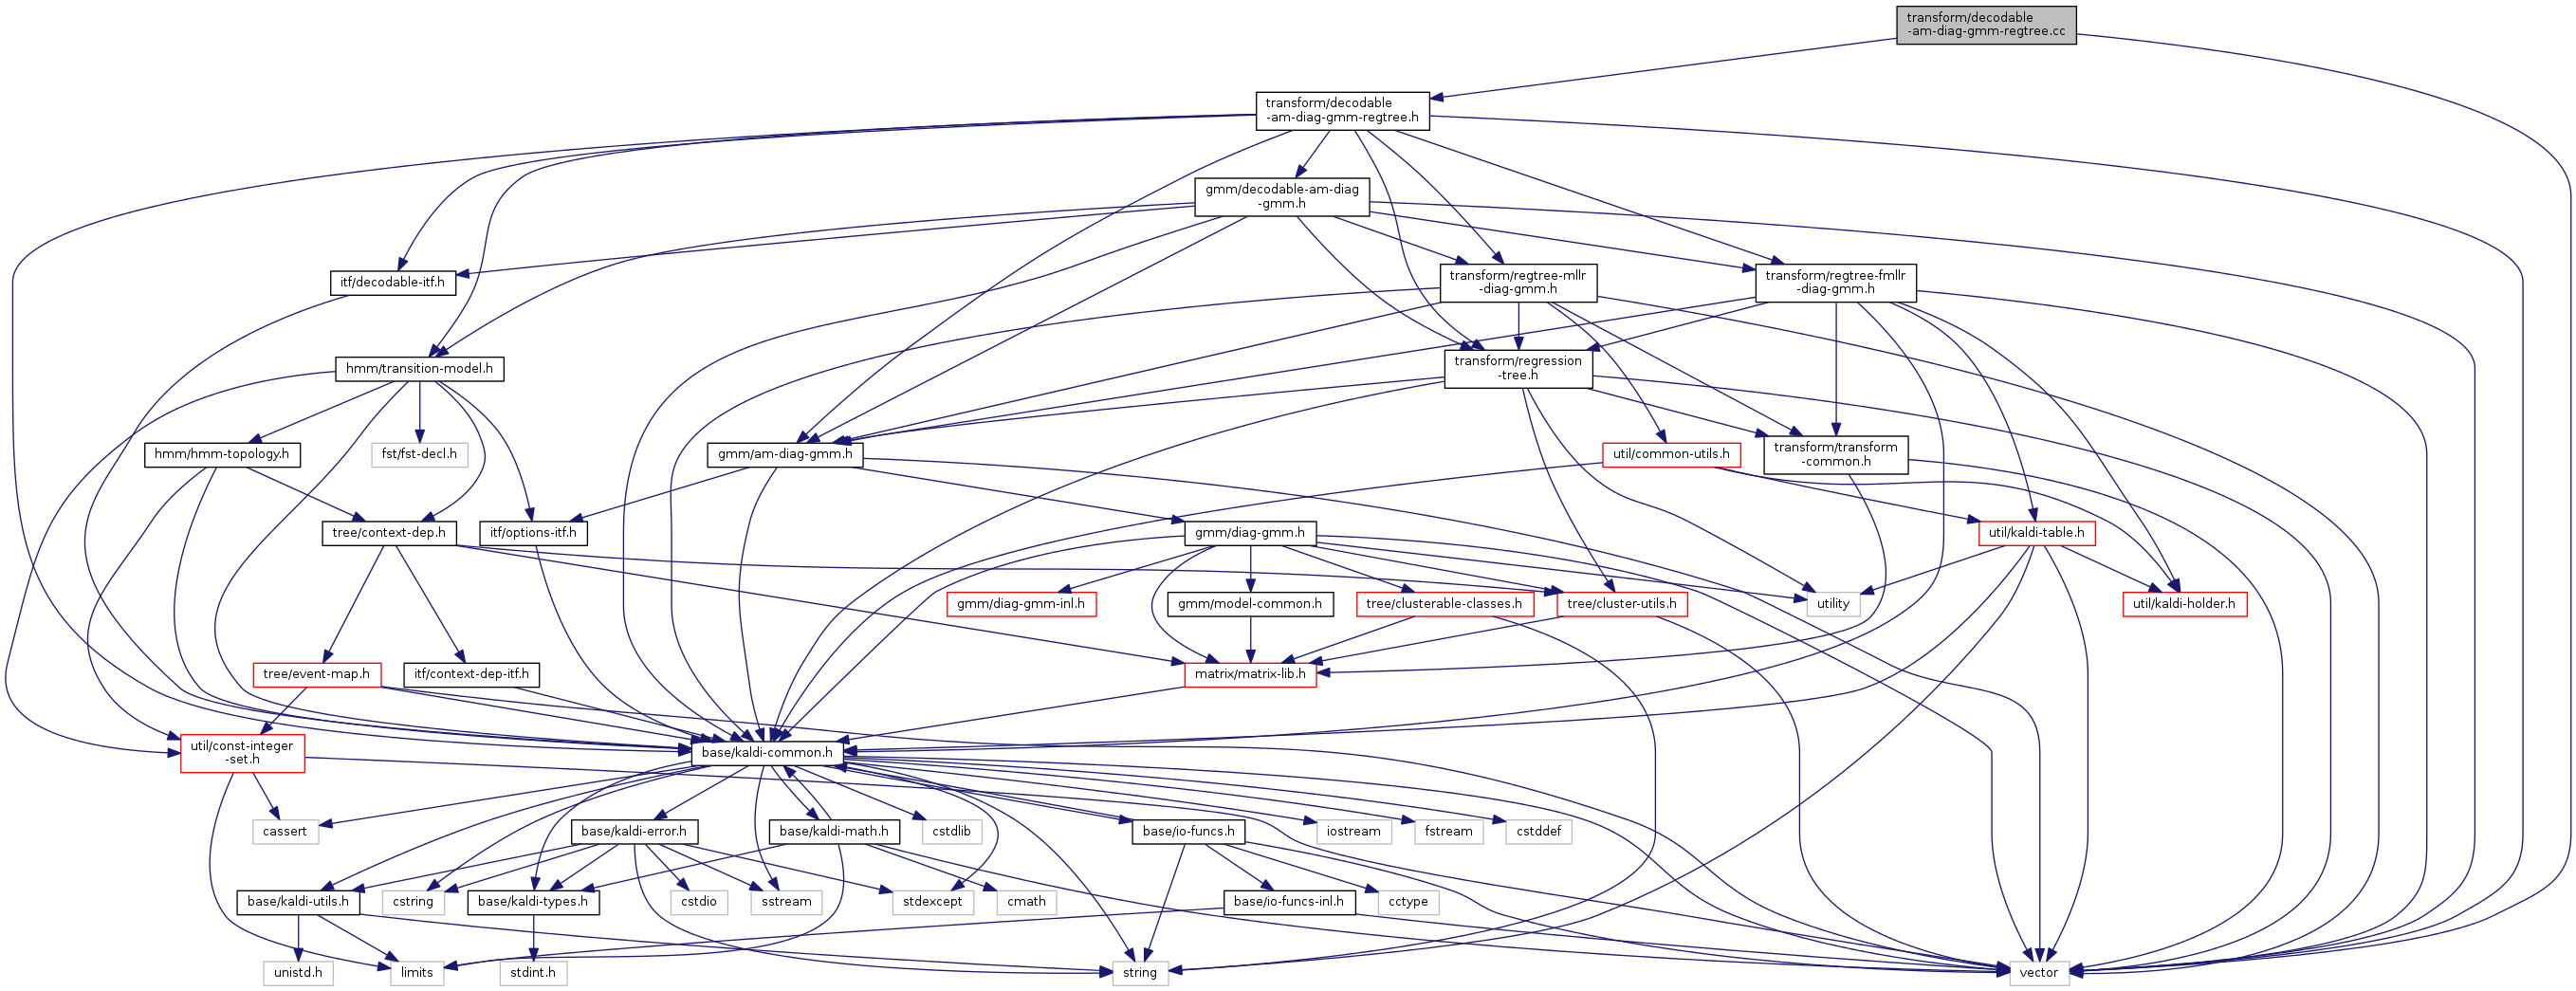 transform/decodable
-am-diag-gmm-regtree.cc
transform/decodable
-am-diag-gmm-regtree.h
gmm/decodable-am-diag
-gmm.h
itf/decodable-itf.h
transform/regtree-mllr
-diag-gmm.h
transform/regtree-fmllr
-diag-gmm.h
hmm/transition-model.h
transform/regression
-tree.h
hmm/hmm-topology.h
fst/fst-decl.h
gmm/am-diag-gmm.h
util/common-utils.h
transform/transform
-common.h
tree/context-dep.h
itf/options-itf.h
gmm/diag-gmm.h
util/kaldi-table.h
gmm/diag-gmm-inl.h
gmm/model-common.h
tree/clusterable-classes.h
tree/cluster-utils.h
utility
util/kaldi-holder.h
tree/event-map.h
itf/context-dep-itf.h
matrix/matrix-lib.h
util/const-integer
-set.h
base/kaldi-common.h
cassert
base/kaldi-error.h
base/kaldi-math.h
cstdlib
base/io-funcs.h
iostream
fstream
cstddef
base/kaldi-utils.h
cstring
base/kaldi-types.h
cstdio
sstream
stdexcept
cmath
base/io-funcs-inl.h
cctype
unistd.h
limits
stdint.h
string
vector